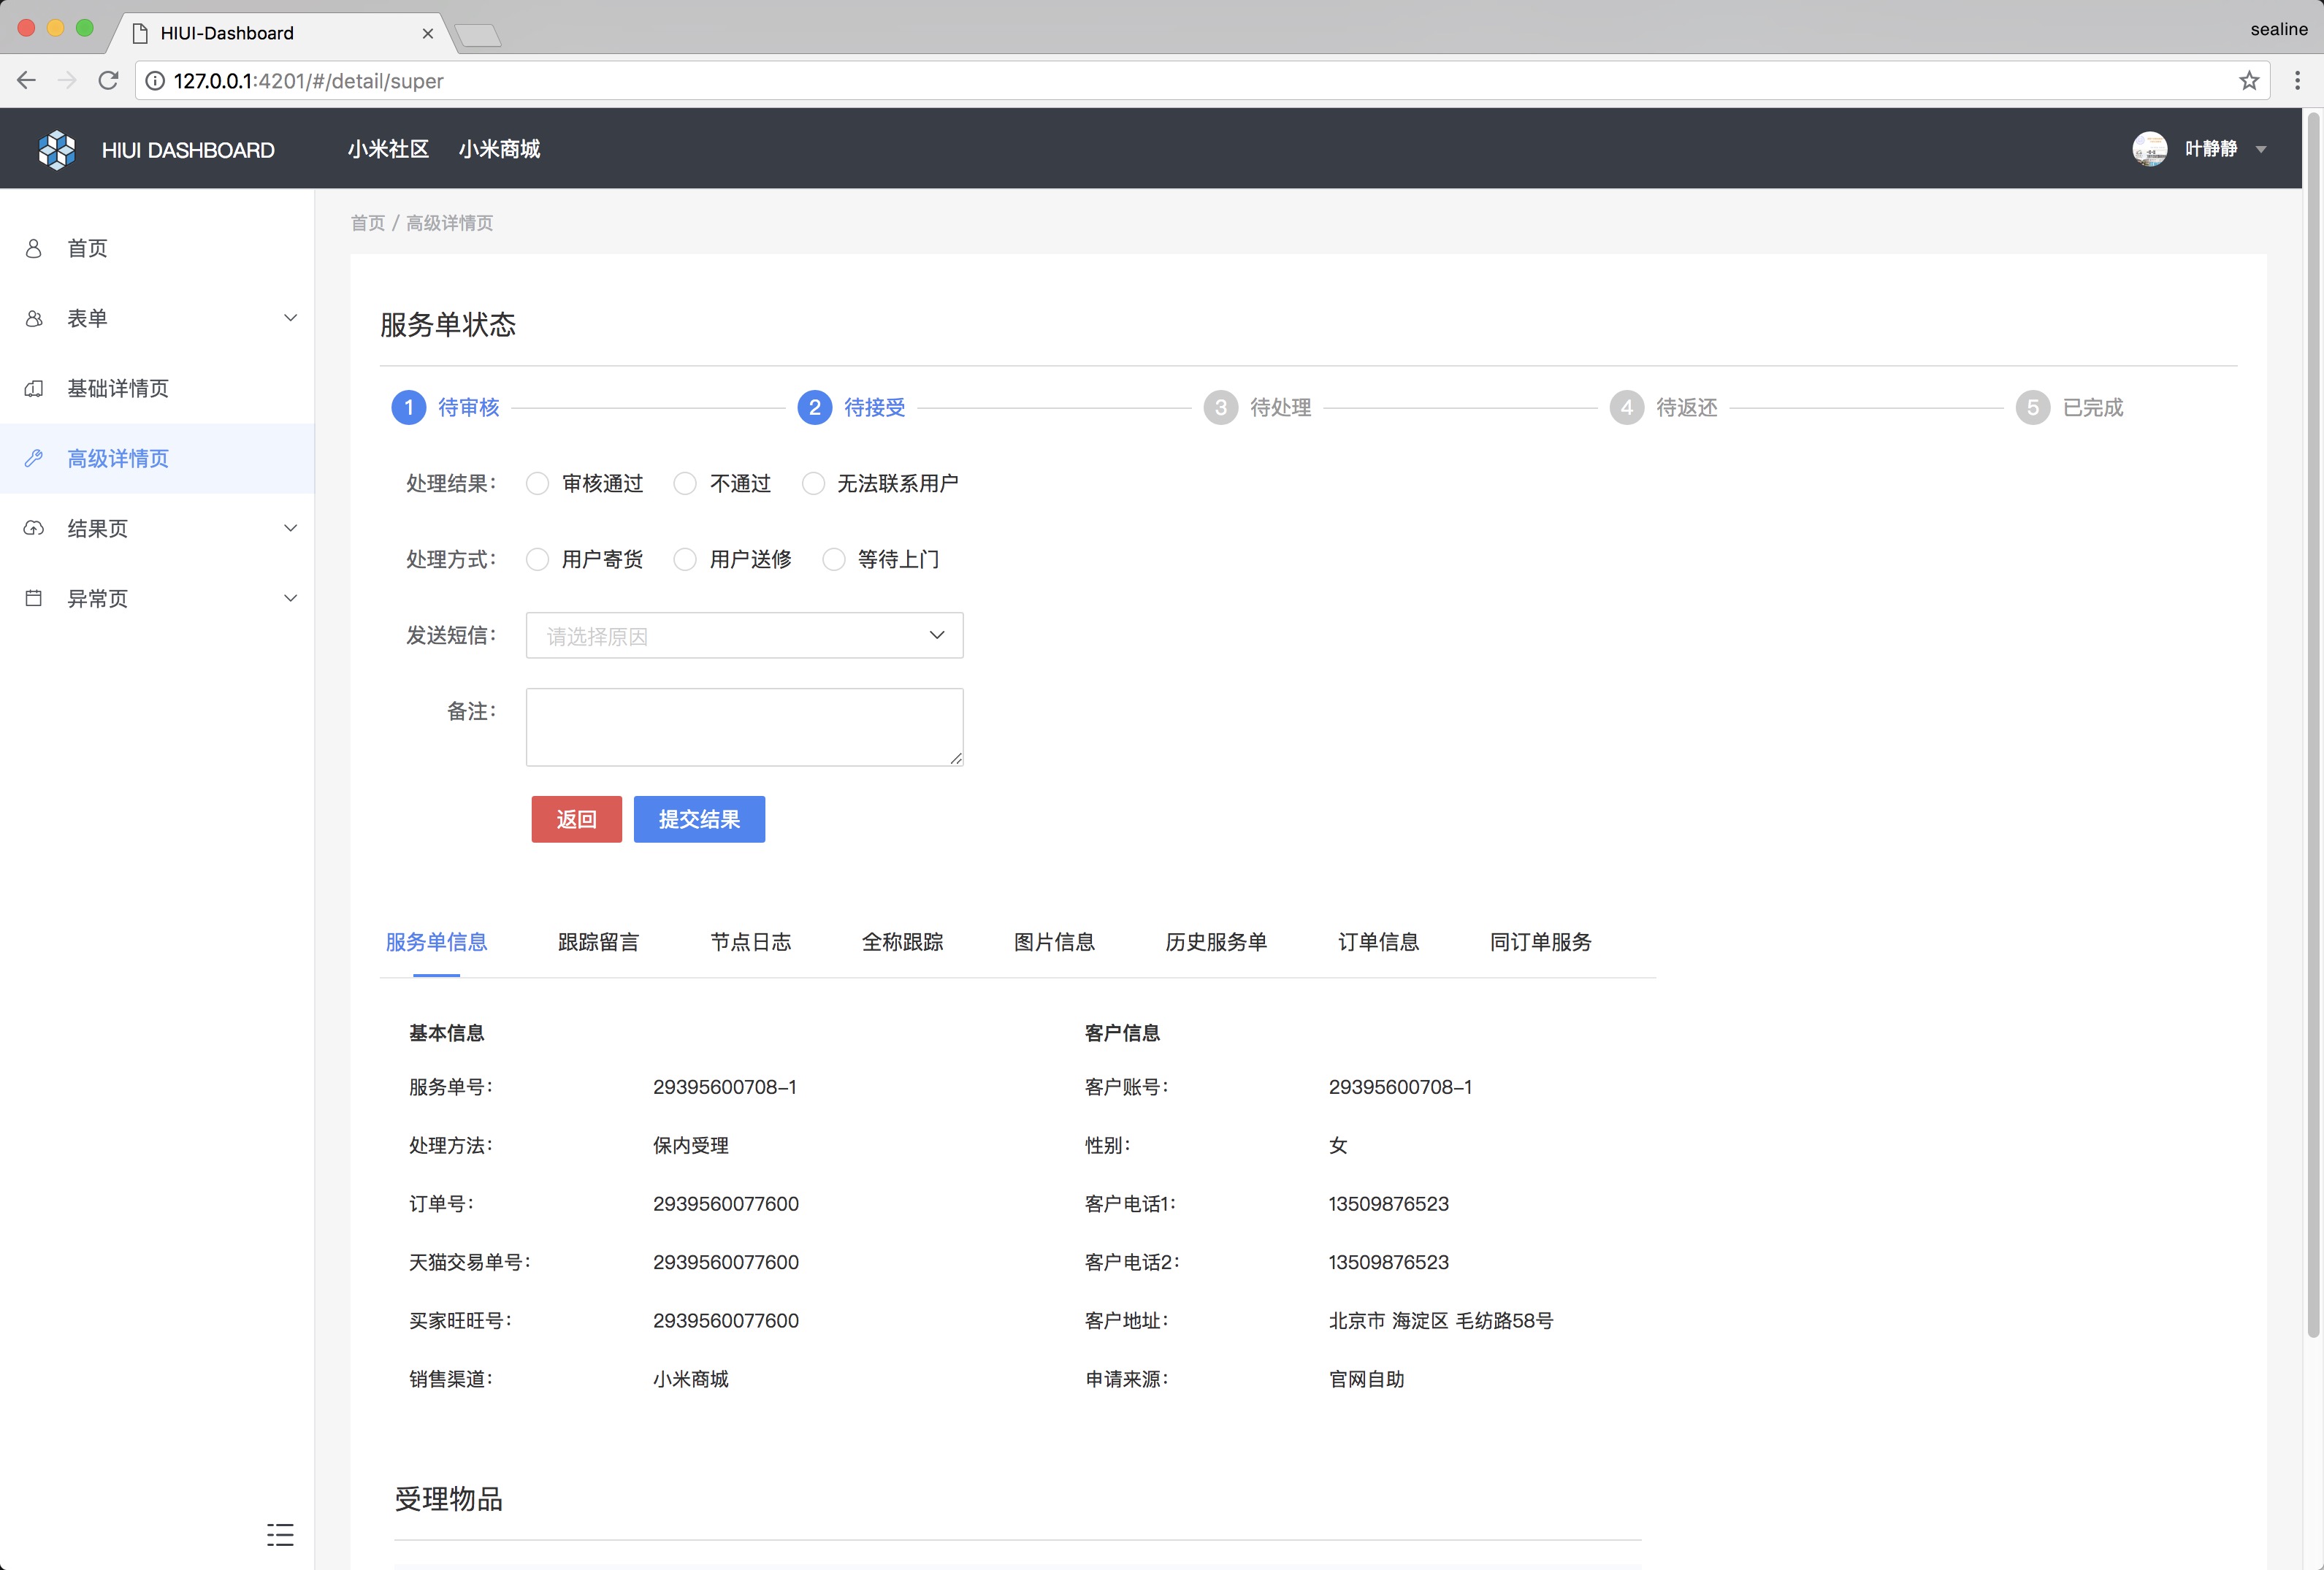 HIUI-Dashboard
sealine
127.0.0.1:4201/#/detail/super
HIUI DASHBOARD 小米社区 小米商城 叶静静
首页 / 高级详情页
首页
表单
基础详情页
高级详情页
结果页
异常页
服务单状态
1 待审核 2 待接受 3 待处理 4 待返还 5 已完成
处理结果: 审核通过 不通过 无法联系用户
处理方式: 用户寄货 用户送修 等待上门
发送短信: 请选择原因
备注:
返回 提交结果
服务单信息 跟踪留言 节点日志 全称跟踪 图片信息 历史服务单 订单信息 同订单服务
基本信息 客户信息
服务单号: 29395600708-1 客户账号: 29395600708-1
处理方法: 保内受理 性别: 女
订单号: 2939560077600 客户电话1: 13509876523
天猫交易单号: 2939560077600 客户电话2: 13509876523
买家旺旺号: 2939560077600 客户地址: 北京市 海淀区 毛纺路58号
销售渠道: 小米商城 申请来源: 官网自助
受理物品